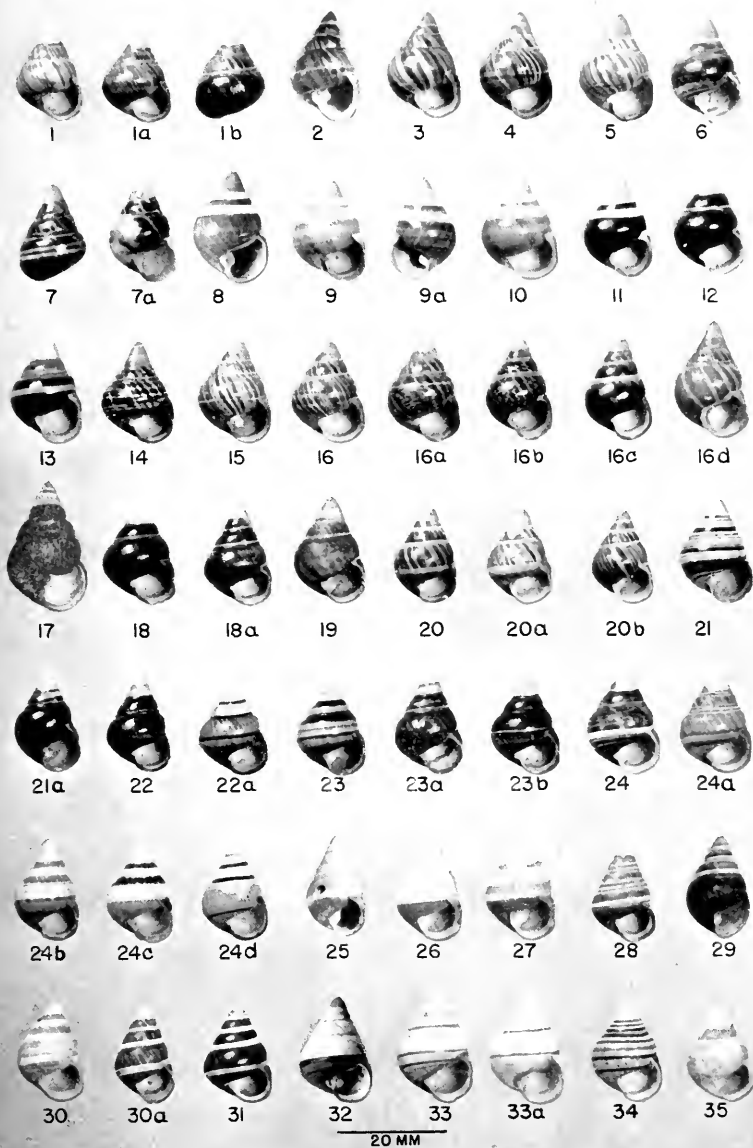 1 1a 1b 2 3 4 5 6
7 7a 8 9 9a 10 11 12
13 14 15 16 16a 16b 16c 16d
17 18 18a 19 20 20a 20b 21
21a 22 22a 23 23a 23b 24 24a
24b 24c 24d 25 26 27 28 29
30 30a 31 32 33 33a 34 35
20 MM